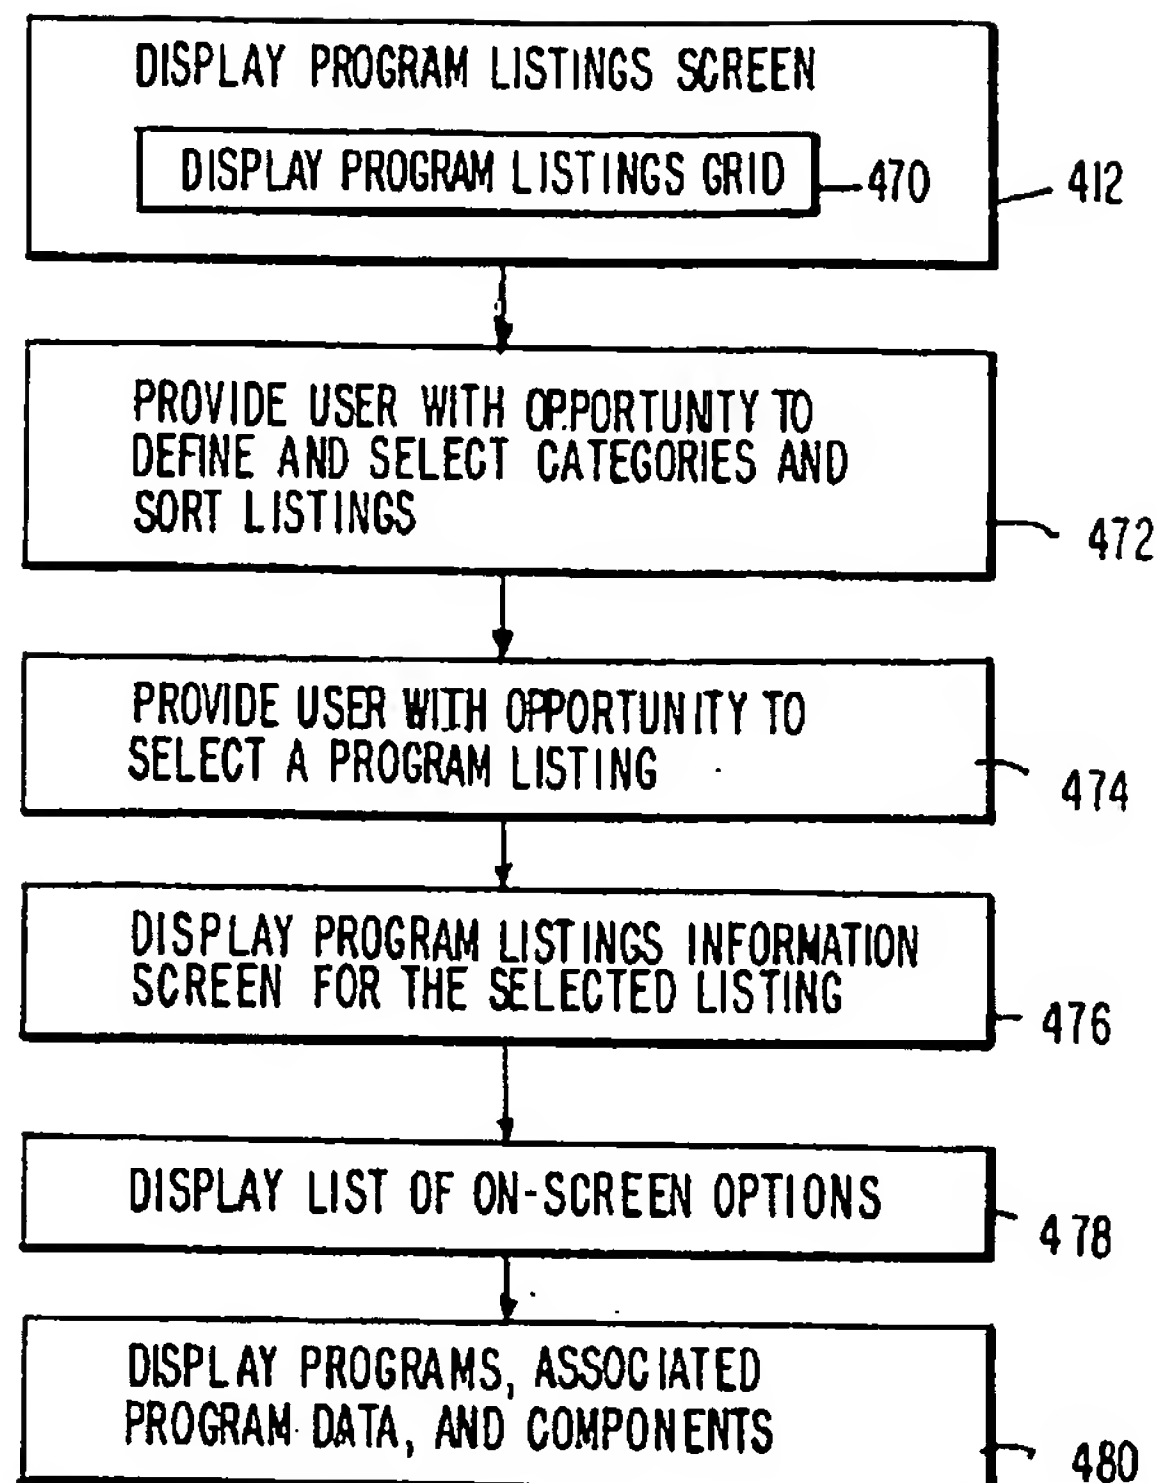 DISPLAY PROGRAM LISTINGS SCREEN
DISPLAY PROGRAM LISTINGS GRID
470
412
PROVIDE USER WITH OPPORTUNITY TO
DEFINE AND SELECT CATEGORIES AND
SORT LISTINGS
472
PROVIDE USER WITH OPPORTUNITY TO
SELECT A PROGRAM LISTING
474
DISPLAY PROGRAM LISTINGS INFORMATION
SCREEN FOR THE SELECTED LISTING
476
DISPLAY LIST OF ON-SCREEN OPTIONS
478
DISPLAY PROGRAMS, ASSOCIATED
PROGRAM DATA, AND COMPONENTS
480